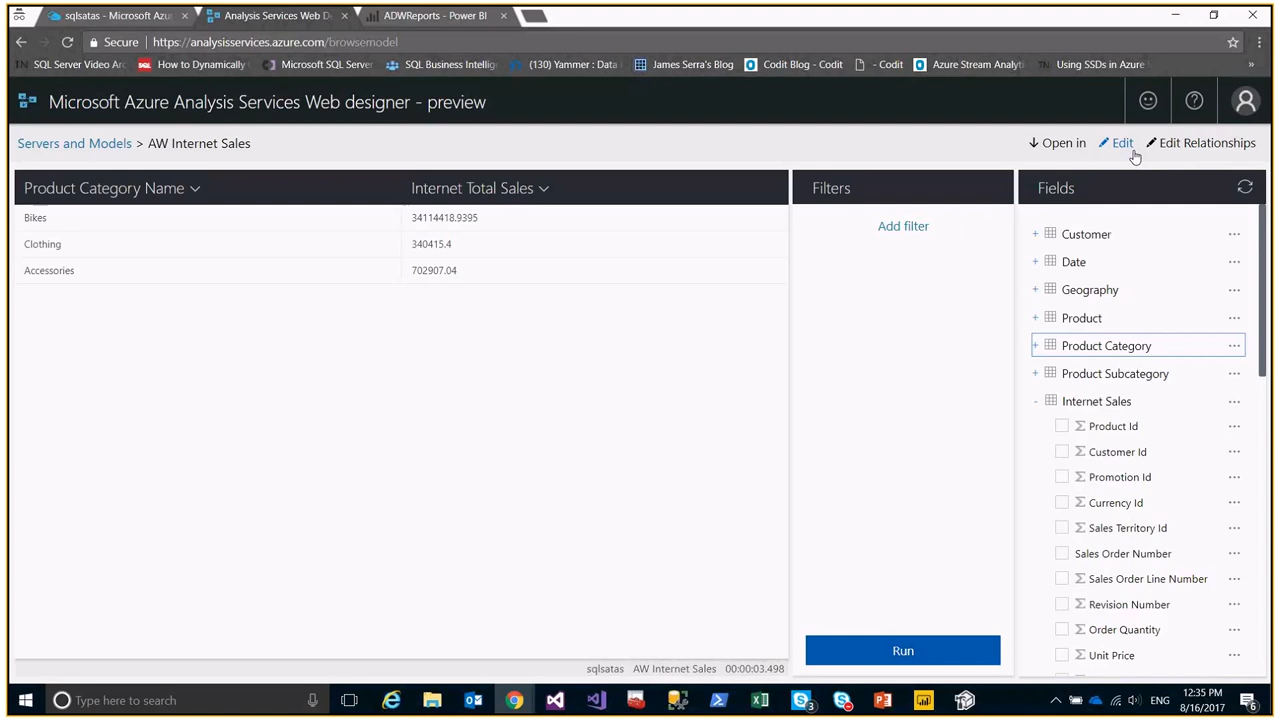 sqlsatas - Microsoft Azu
Analysis Services Web D
ADWReports - Power BI
Secure
https://analysisservices.azure.com/browsemodel
SQL Server Video Arc
How to Dynamically
Microsoft SQL Server
SQL Business Intellig
(130) Yammer : Data
James Serra's Blog
Codit Blog - Codit
- Codit
Azure Stream Analyti
Using SSDs in Azure
»
Microsoft Azure Analysis Services Web designer - preview
Servers and Models > AW Internet Sales
Open in
Edit
Edit Relationships
Product Category Name
Internet Total Sales
Filters
Fields
Bikes
34114418.9395
Clothing
340415.4
Accessories
702907.04
Add filter
Run
+ Customer ...
+ Date ...
+ Geography ...
+ Product ...
+ Product Category ...
+ Product Subcategory ...
- Internet Sales ...
Σ Product Id ...
Σ Customer Id ...
Σ Promotion Id ...
Σ Currency Id ...
Σ Sales Territory Id ...
Sales Order Number ...
Σ Sales Order Line Number ...
Σ Revision Number ...
Σ Order Quantity ...
Σ Unit Price ...
sqlsatas AW Internet Sales 00:00:03.498
Type here to search
ENG
12:35 PM
8/16/2017